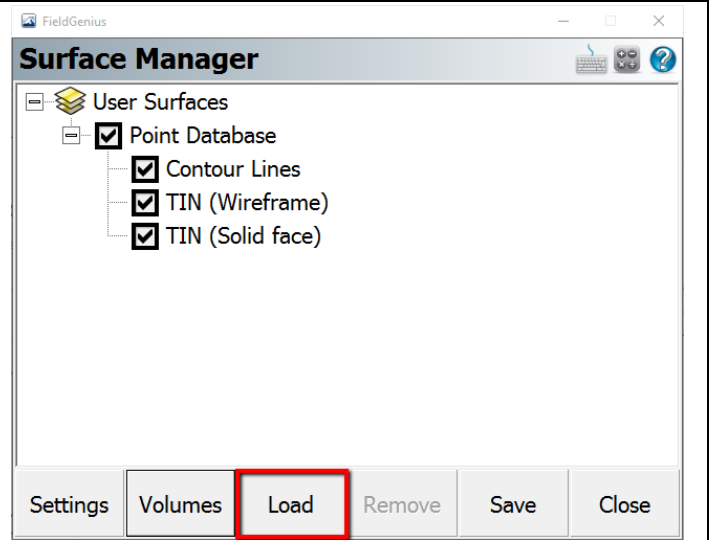 FieldGenius
Surface Manager
User Surfaces
Point Database
Contour Lines
TIN (Wireframe)
TIN (Solid face)
Settings Volumes Load Remove Save Close